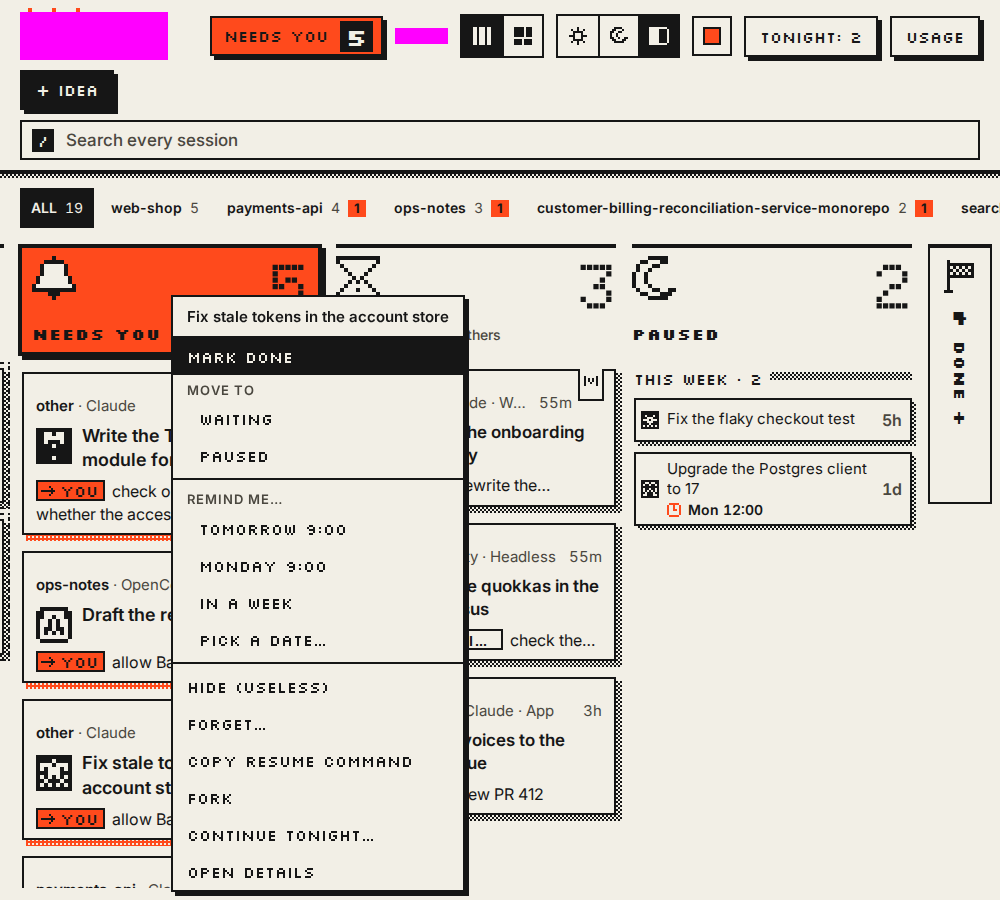 NEEDS YOU 5
TONIGHT: 2
USAGE
+ IDEA
/ Search every session
ALL 19
web-shop 5
payments-api 4 1
ops-notes 3 1
customer-billing-reconciliation-service-monorepo 2 1
searc
5
NEEDS YOU
3
thers
2
PAUSED
4 DONE +
other · Claude
Write the T
module for
→ YOU check o
whether the acces
ops-notes · OpenC
Draft the re
→ YOU allow Ba
other · Claude
Fix stale to
account st
→ YOU allow Ba
payments-api · Cla
Fix stale tokens in the account store
MARK DONE
MOVE TO
WAITING
PAUSED
REMIND ME...
TOMORROW 9:00
MONDAY 9:00
IN A WEEK
PICK A DATE…
HIDE (USELESS)
FORGET…
COPY RESUME COMMAND
FORK
CONTINUE TONIGHT…
OPEN DETAILS
de · W… 55m
he onboarding
y
ewrite the…
y · Headless 55m
e quokkas in the
sus
I… check the…
Claude · App 3h
voices to the
ue
ew PR 412
THIS WEEK · 2
Fix the flaky checkout test 5h
Upgrade the Postgres client
to 17
1d
Mon 12:00